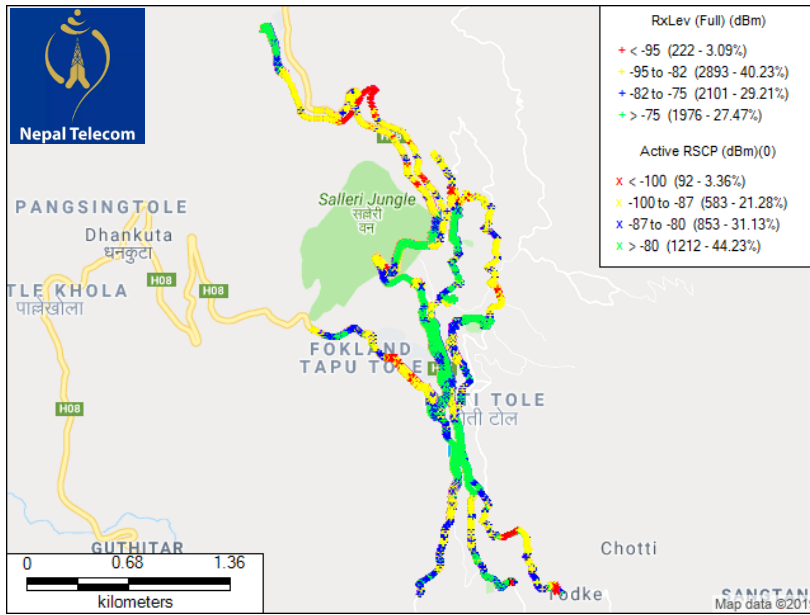 Nepal Telecom
RxLev (Full) (dBm)
+ < -95 (222 - 3.09%)
+ -95 to -82 (2893 - 40.23%)
+ -82 to -75 (2101 - 29.21%)
+ > -75 (1976 - 27.47%)
Active RSCP (dBm)(0)
x < -100 (92 - 3.36%)
x -100 to -87 (583 - 21.28%)
x -87 to -80 (853 - 31.13%)
x > -80 (1212 - 44.23%)
Salleri Jungle
सल्लेरी
वन
PANGSINGTOLE
Dhankuta
धनकुटा
H08
H08
TLE KHOLA
पाल्लेखोला
FOKLAND
TAPU TOLE
TI TOLE
ोती टोल
H08
GUTHITAR
Chotti
Todke
SANGTAN
0 0.68 1.36
kilometers
Map data ©201